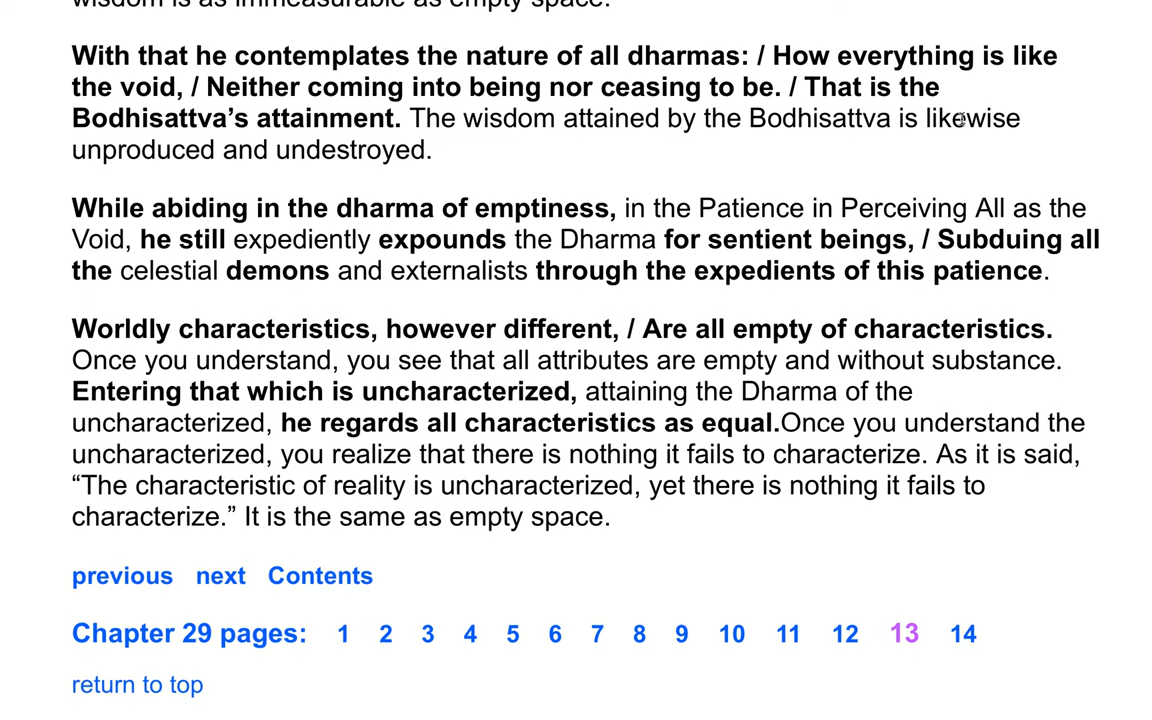 wisdom is as immeasurable as empty space.
With that he contemplates the nature of all dharmas: / How everything is like
the void, / Neither coming into being nor ceasing to be. / That is the
Bodhisattva’s attainment. The wisdom attained by the Bodhisattva is likewise
unproduced and undestroyed.
While abiding in the dharma of emptiness, in the Patience in Perceiving All as the
Void, he still expediently expounds the Dharma for sentient beings, / Subduing all
the celestial demons and externalists through the expedients of this patience.
Worldly characteristics, however different, / Are all empty of characteristics.
Once you understand, you see that all attributes are empty and without substance.
Entering that which is uncharacterized, attaining the Dharma of the
uncharacterized, he regards all characteristics as equal.Once you understand the
uncharacterized, you realize that there is nothing it fails to characterize. As it is said,
“The characteristic of reality is uncharacterized, yet there is nothing it fails to
characterize.” It is the same as empty space.
previous next Contents
Chapter 29 pages: 1 2 3 4 5 6 7 8 9 10 11 12 13 14
return to top